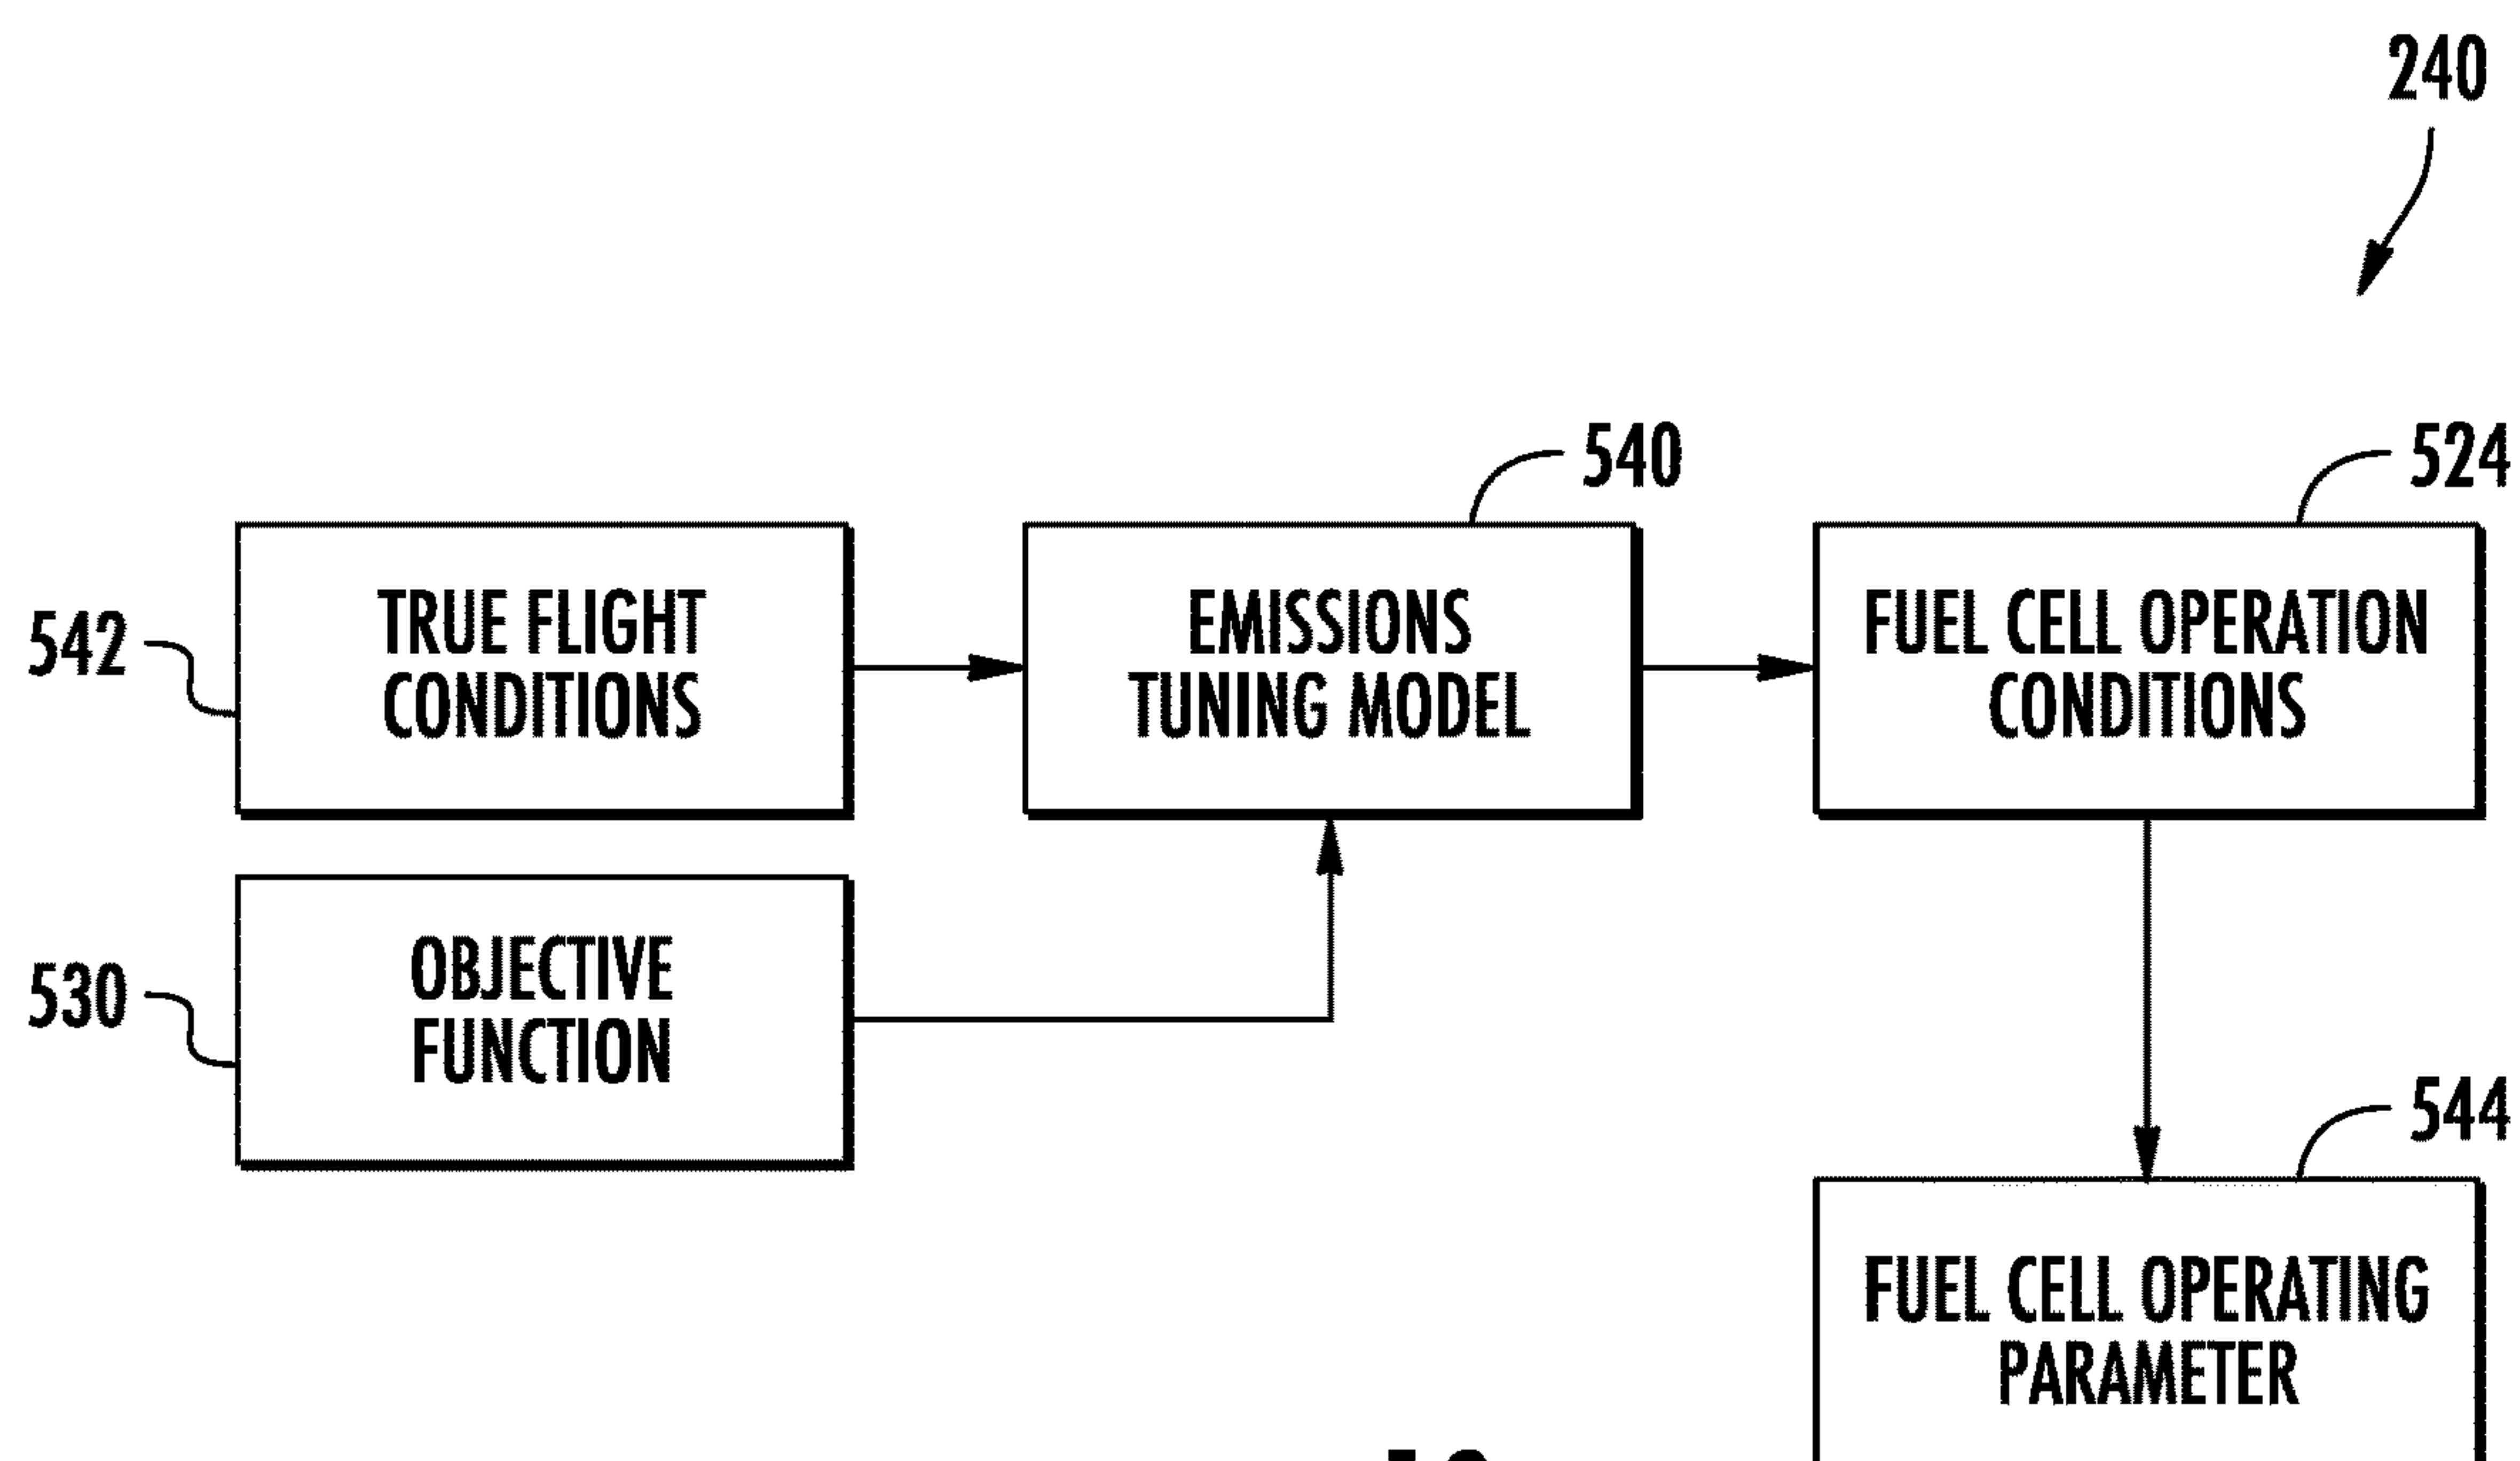 240
540
524
TRUE FLIGHT
CONDITIONS
EMISSIONS
TUNING MODEL
FUEL CELL OPERATION
CONDITIONS
542
OBJECTIVE
FUNCTION
530
544
FUEL CELL OPERATING
PARAMETER